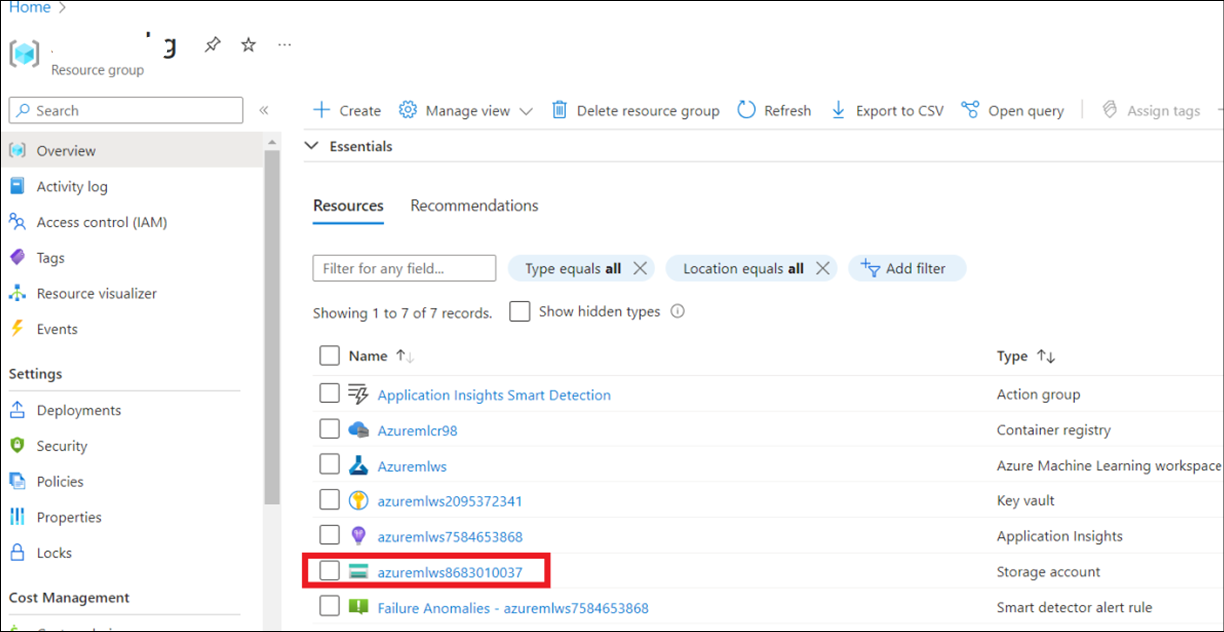 Home
g
Resource group
Search
Create
Manage view
Delete resource group
Refresh
Export to CSV
Open query
Assign tags
Overview
Activity log
Access control (IAM)
Tags
Resource visualizer
Events
Settings
Deployments
Security
Policies
Properties
Locks
Cost Management
Essentials
Resources Recommendations
Filter for any field... Type equals all Location equals all Add filter
Showing 1 to 7 of 7 records. Show hidden types
Name Type
Application Insights Smart Detection Action group
Azuremlcr98 Container registry
Azuremlws Azure Machine Learning workspace
azuremlws2095372341 Key vault
azuremlws7584653868 Application Insights
azuremlws8683010037 Storage account
Failure Anomalies - azuremlws7584653868 Smart detector alert rule